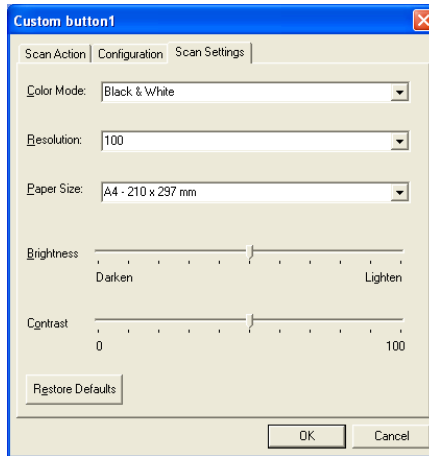 Custom button1
Scan Action Configuration Scan Settings
Color Mode: Black & White
Resolution: 100
Paper Size: A4 - 210 x 297 mm
Brightness
Darken Lighten
Contrast
0 100
Restore Defaults
OK Cancel